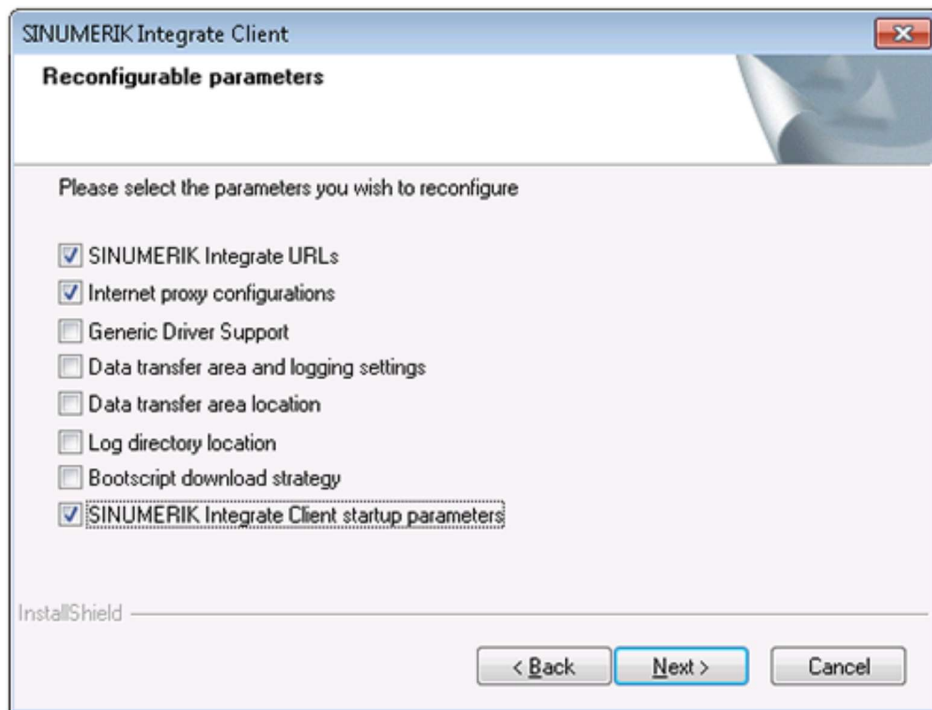 SINUMERIK Integrate Client
Reconfigurable parameters
Please select the parameters you wish to reconfigure
SINUMERIK Integrate URLs
Internet proxy configurations
Generic Driver Support
Data transfer area and logging settings
Data transfer area location
Log directory location
Bootscript download strategy
SINUMERIK Integrate Client startup parameters
InstallShield
< Back
Next >
Cancel